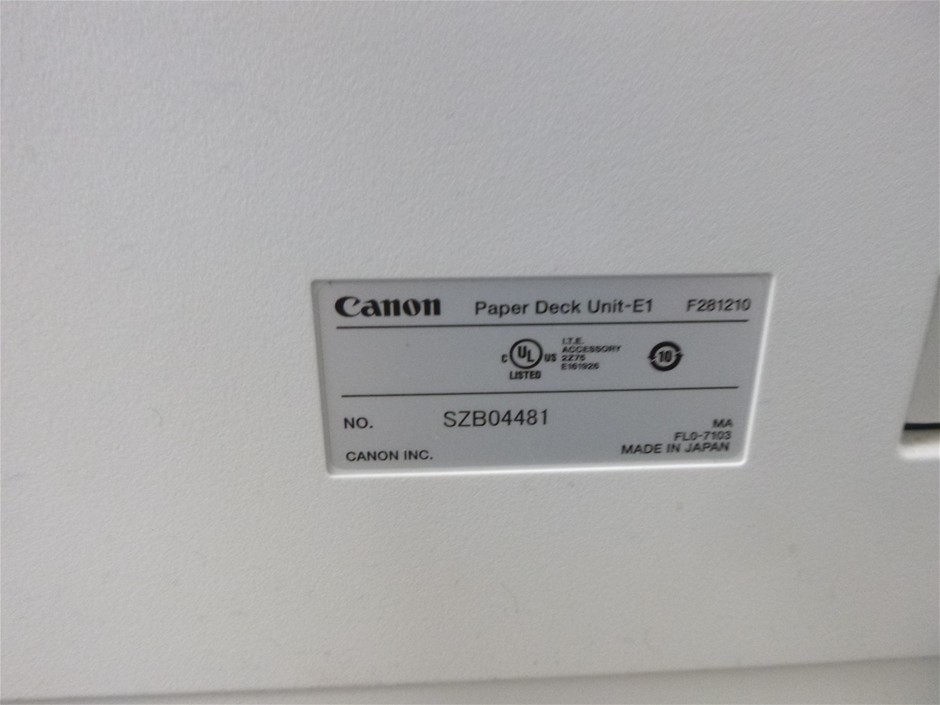 Canon Paper Deck Unit-E1 F281210
C UL US LISTED
I.T.E.
ACCESSORY
2Z76
E161926
10
NO. SZB04481
MA
FL0-7103
CANON INC. MADE IN JAPAN